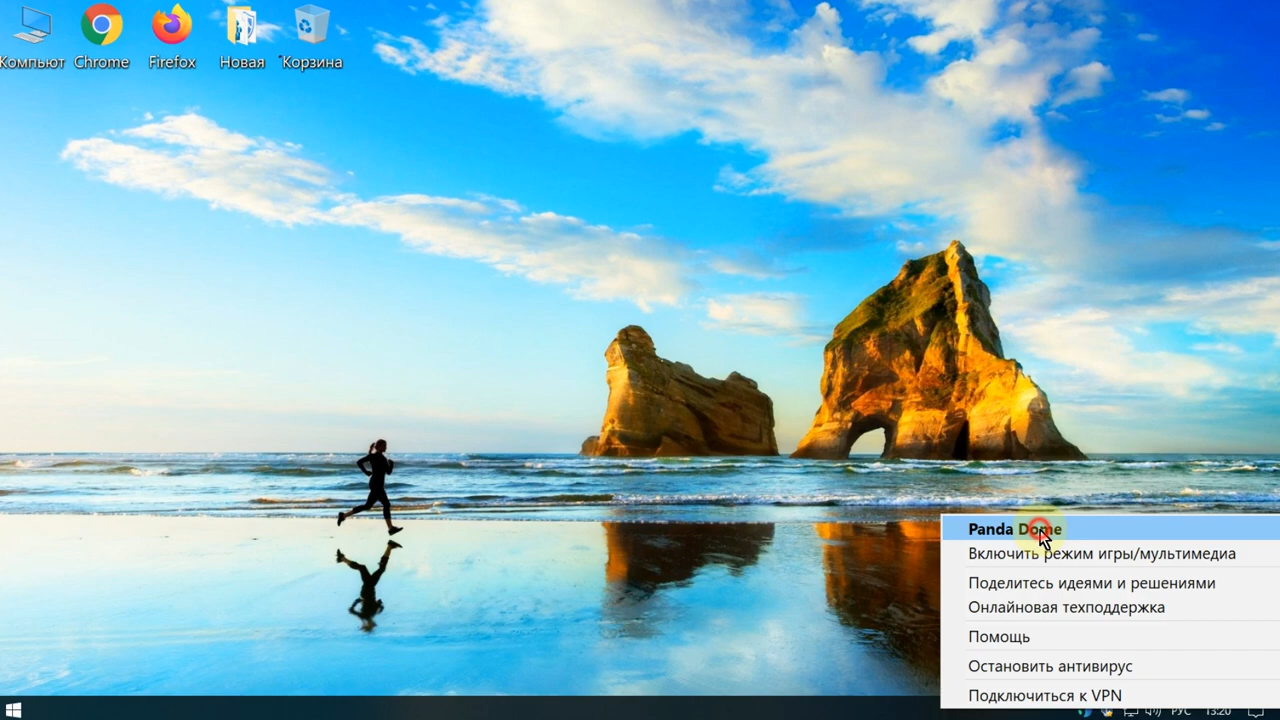 Компьют Chrome Firefox Новая Корзина
Panda Dome
Включить режим игры/мультимедиа
Поделитесь идеями и решениями
Онлайновая техподдержка
Помощь
Остановить антивирус
Подключиться к VPN
РУС 13:20